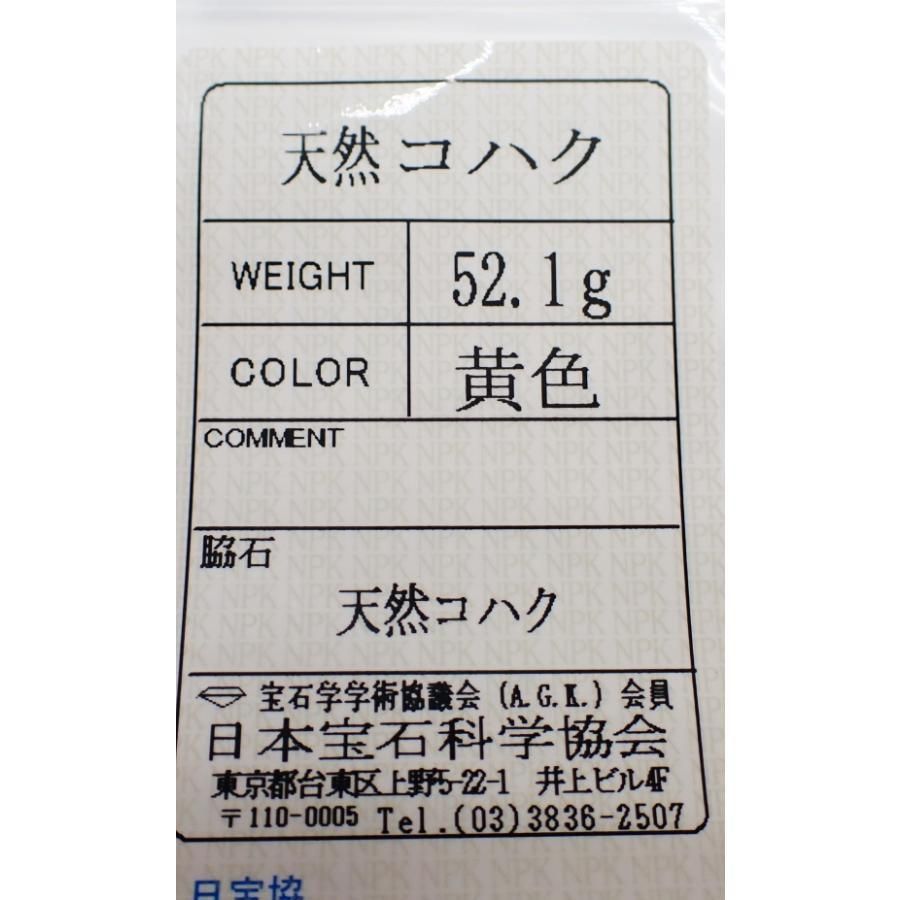 天然 コハク
WEIGHT 52.1g
COLOR 黄色
COMMENT
脇石
天然コハク
宝石学学術協議会 (A.G.K.) 会員
日本宝石科学協会
東京都台東区上野5-22-1 井上ビル4F
〒110-0005 Tel.(03)3836-2507
日宝協